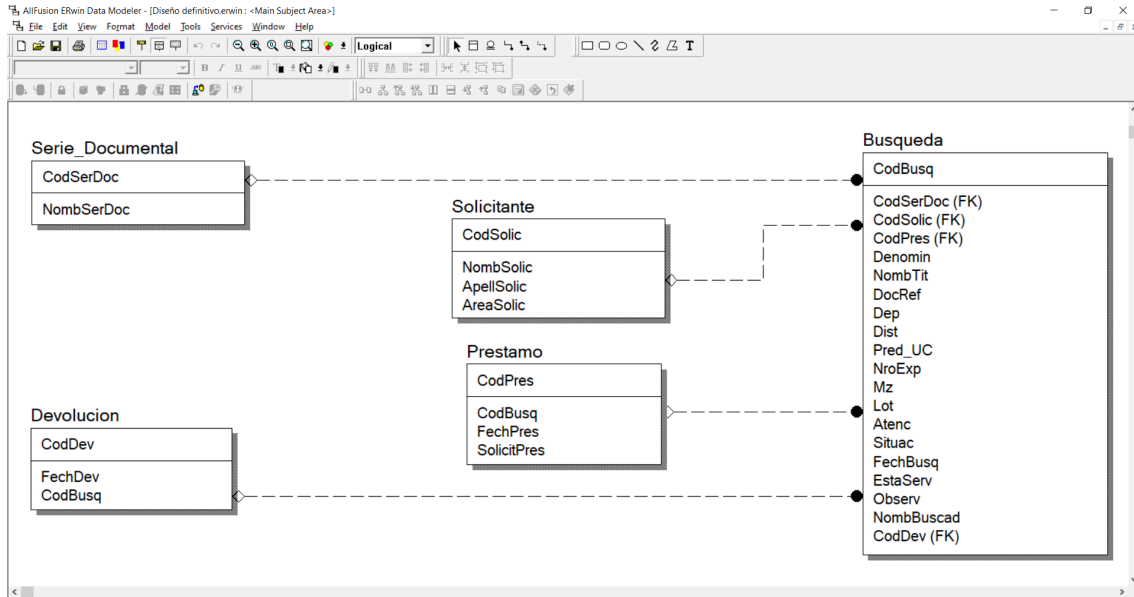 AllFusion ERwin Data Modeler - [Diseño definitivo.erwin : <Main Subject Area>]
File Edit View Format Model Tools Services Window Help
Logical
T
B I U
Serie_Documental
CodSerDoc
NombSerDoc
Solicitante
CodSolic
NombSolic
ApellSolic
AreaSolic
Prestamo
CodPres
CodBusq
FechPres
SolicitPres
Devolucion
CodDev
FechDev
CodBusq
Busqueda
CodBusq
CodSerDoc (FK)
CodSolic (FK)
CodPres (FK)
Denomin
NombTit
DocRef
Dep
Dist
Pred_UC
NroExp
Mz
Lot
Atenc
Situac
FechBusq
EstaServ
Observ
NombBuscad
CodDev (FK)